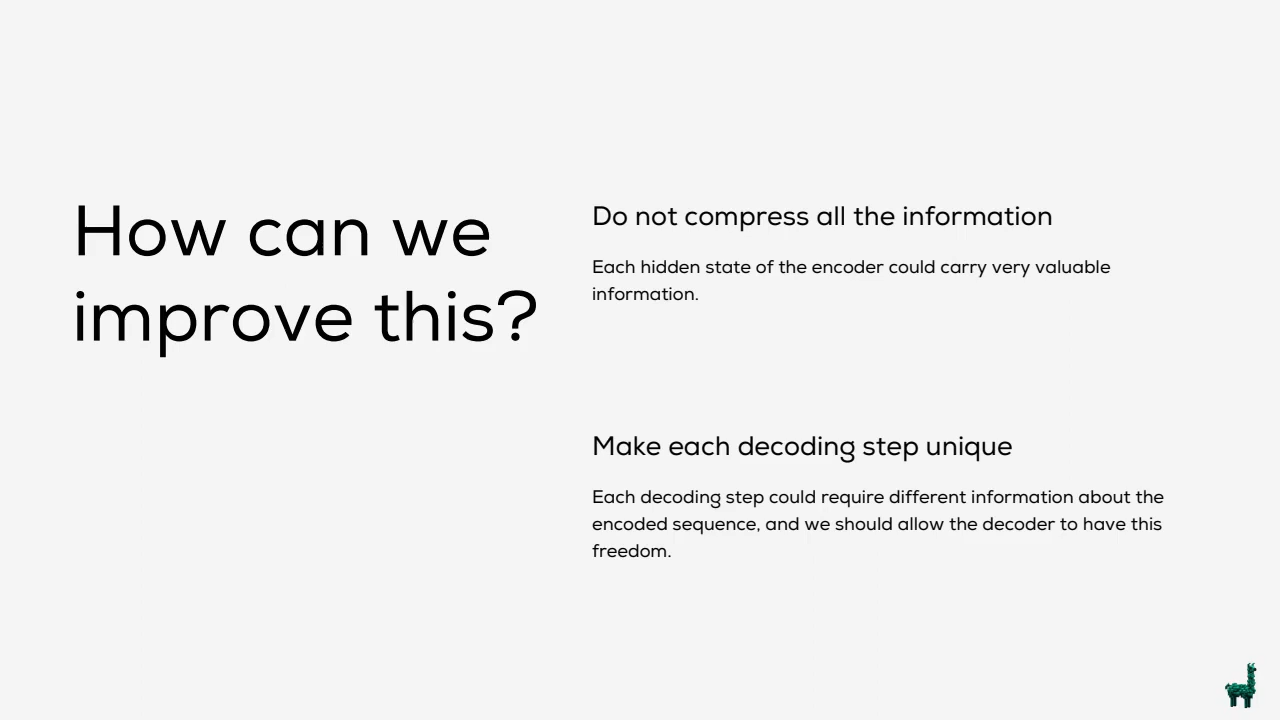 How can we
improve this?
Do not compress all the information
Each hidden state of the encoder could carry very valuable
information.
Make each decoding step unique
Each decoding step could require different information about the
encoded sequence, and we should allow the decoder to have this
freedom.